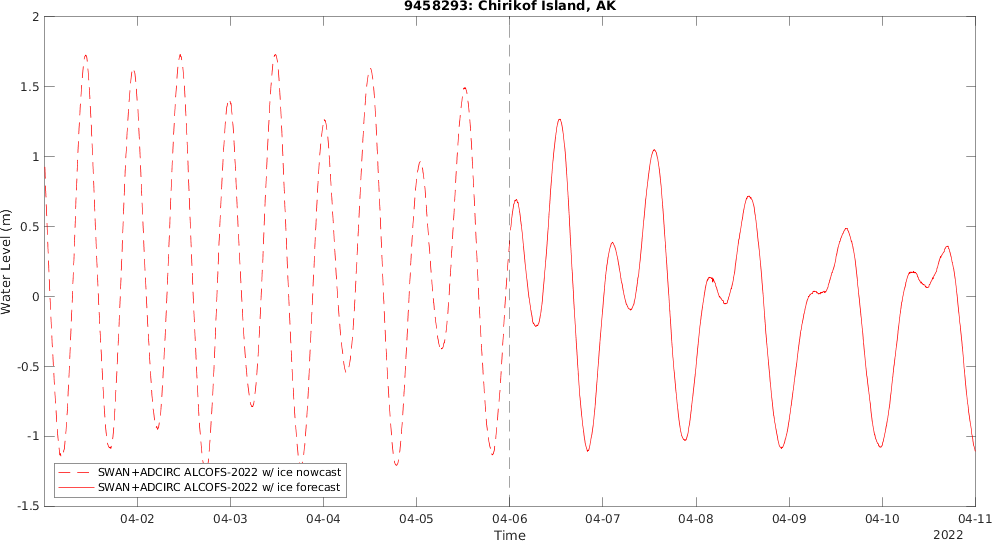 9458293: Chirikof Island, AK
2
1.5
1
0.5
0
-0.5
-1
-1.5
Water Level (m)
SWAN+ADCIRC ALCOFS-2022 w/ ice nowcast
SWAN+ADCIRC ALCOFS-2022 w/ ice forecast
04-02 04-03 04-04 04-05 04-06 04-07 04-08 04-09 04-10 04-11
Time
2022